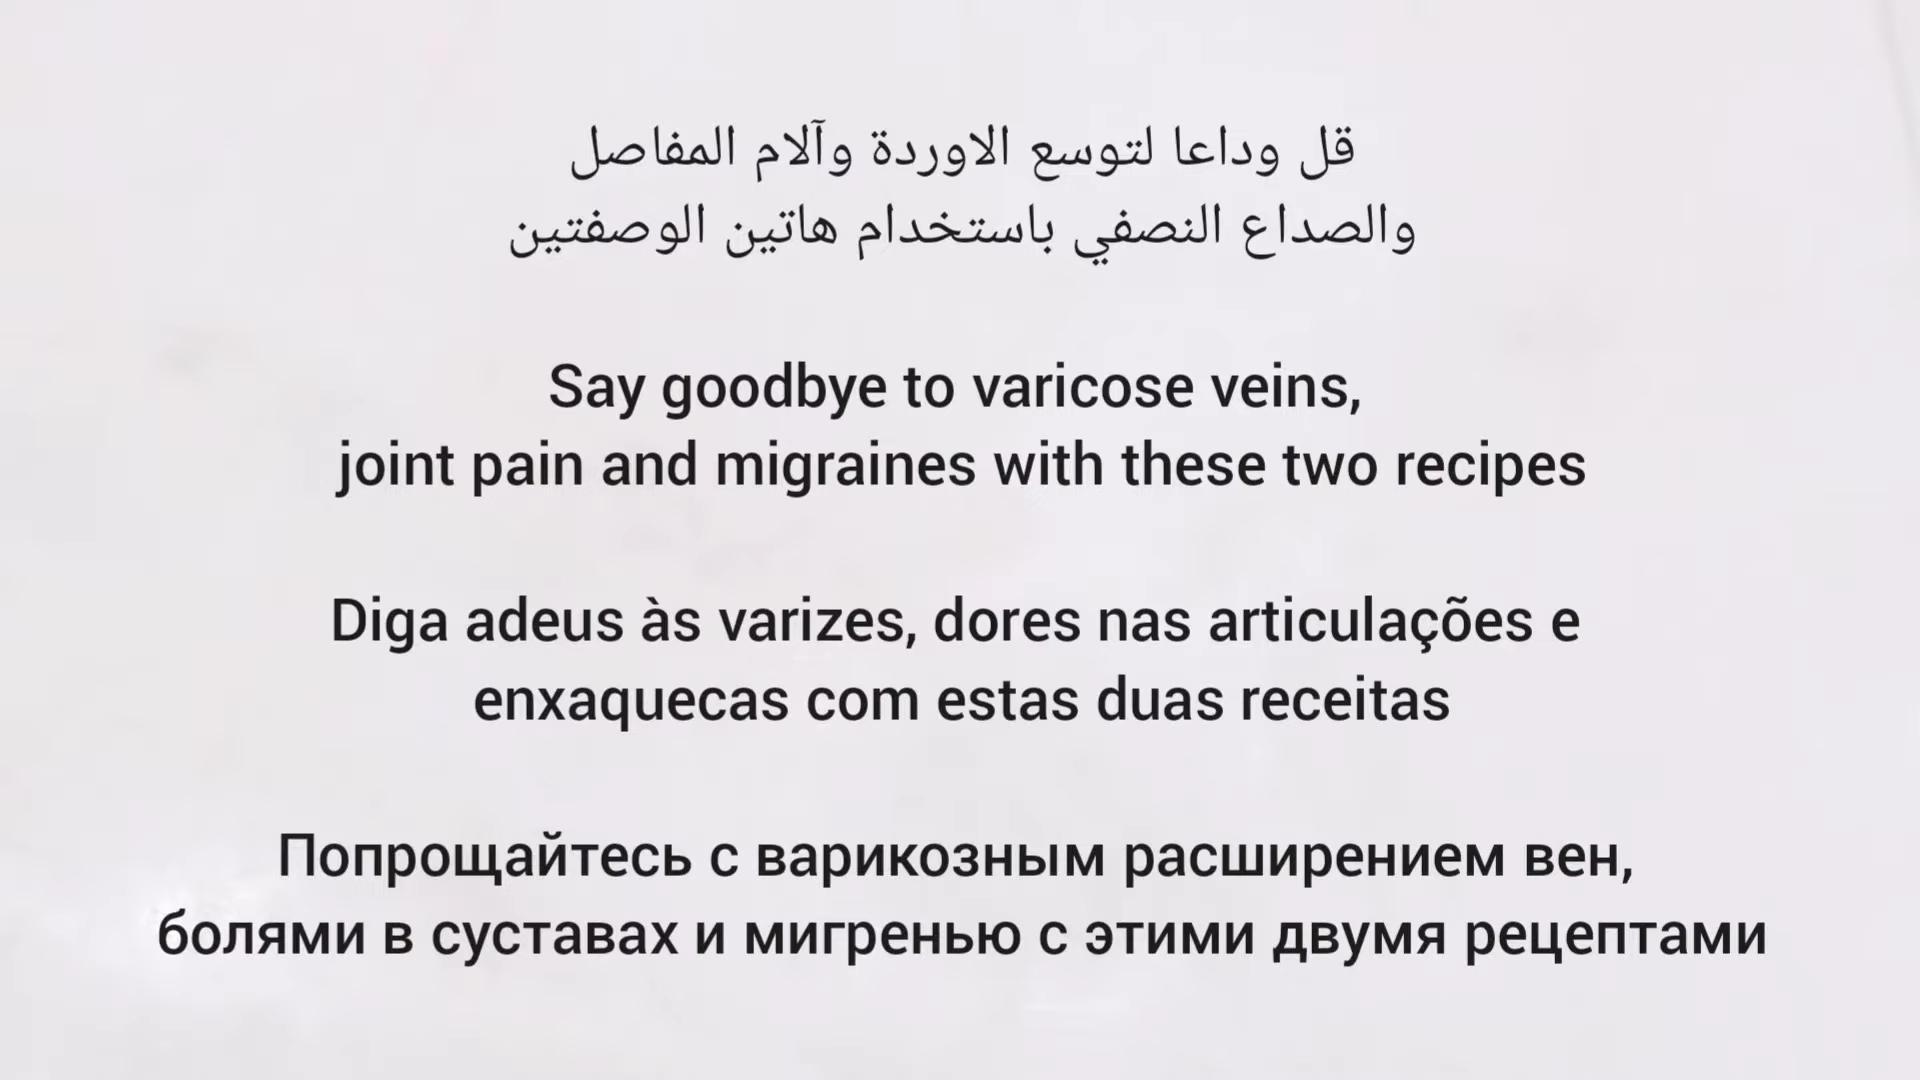 قل وداعا لتوسع الاوردة وآلام المفاصل
والصداع النصفي باستخدام هاتين الوصفتين
Say goodbye to varicose veins,
joint pain and migraines with these two recipes
Diga adeus às varizes, dores nas articulações e
enxaquecas com estas duas receitas
Попрощайтесь с варикозным расширением вен,
болями в суставах и мигренью с этими двумя рецептами